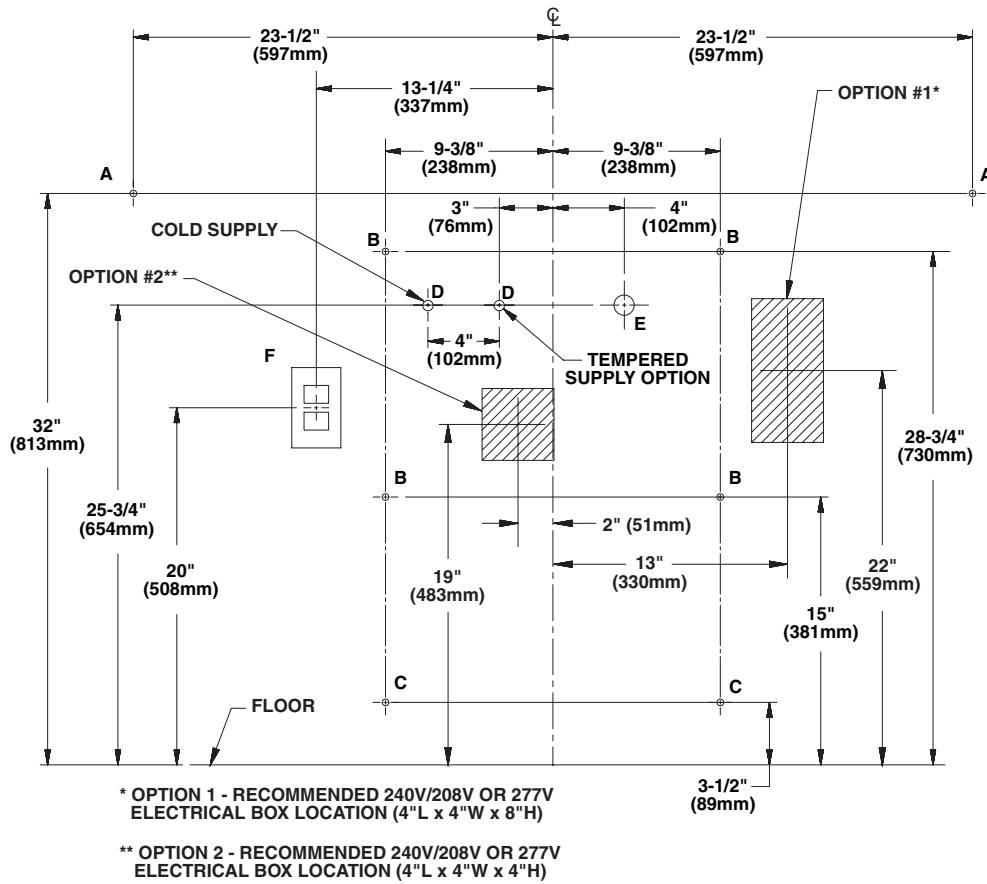 ℄
23-1/2"
(597mm)
23-1/2"
(597mm)
13-1/4"
(337mm)
OPTION #1*
9-3/8"
(238mm)
9-3/8"
(238mm)
A
A
3"
(76mm)
4"
(102mm)
COLD SUPPLY
B
B
OPTION #2**
D
D
E
4"
(102mm)
TEMPERED
SUPPLY OPTION
F
32"
(813mm)
28-3/4"
(730mm)
25-3/4"
(654mm)
B
B
2" (51mm)
20"
(508mm)
19"
(483mm)
13"
(330mm)
22"
(559mm)
15"
(381mm)
C
C
FLOOR
3-1/2"
(89mm)
* OPTION 1 - RECOMMENDED 240V/208V OR 277V
ELECTRICAL BOX LOCATION (4"L x 4"W x 8"H)
** OPTION 2 - RECOMMENDED 240V/208V OR 277V
ELECTRICAL BOX LOCATION (4"L x 4"W x 4"H)